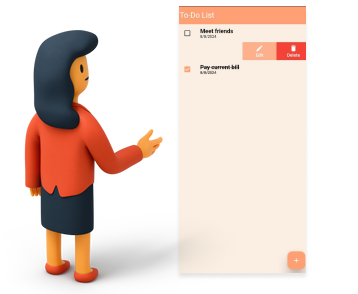 To-Do List
Meet friends
6/6/2024
Edit
Delete
Pay current bill
6/6/2024
+